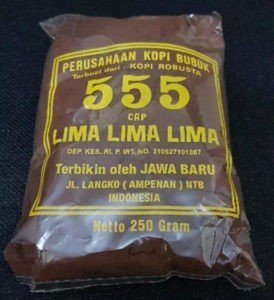 PERUSAHAAN KOPI BUBUK
Terbuat dari : KOPI ROBUSTA
555
CAP
LIMA LIMA LIMA
DEP. KES. RI. P. IRT. NO. 210527101087
Terbikin oleh JAWA BARU
JL. LANGKO ( AMPENAN ) NTB
INDONESIA
Netto 250 Gram